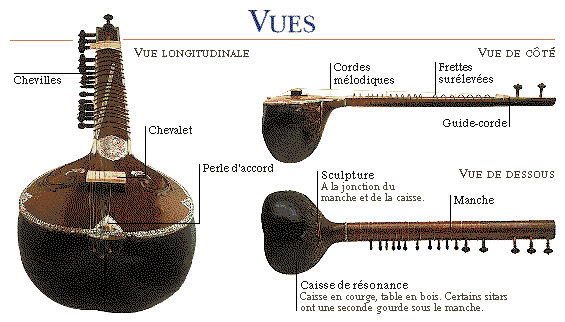 VUES
VUE LONGITUDINALE
Chevilles
Chevalet
Perle d'accord
VUE DE CÔTÉ
Cordes
mélodiques
Frettes
surélevées
Guide-corde
VUE DE DESSOUS
Sculpture
A la jonction du
manche et de la caisse.
Manche
Caisse de résonance
Caisse en courge, table en bois. Certains sitars
ont une seconde gourde sous le manche.